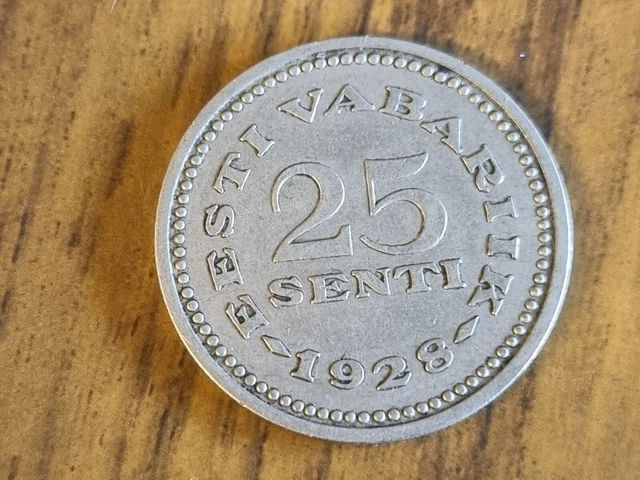 EESTI VABARIIK
25
SENTI
1928